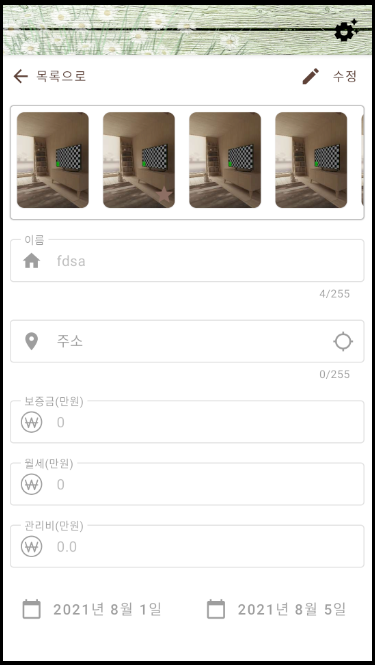 목록으로
수정
이름
fdsa
4/255
주소
0/255
보증금(만원)
0
월세(만원)
0
관리비(만원)
0.0
2021년 8월 1일
2021년 8월 5일